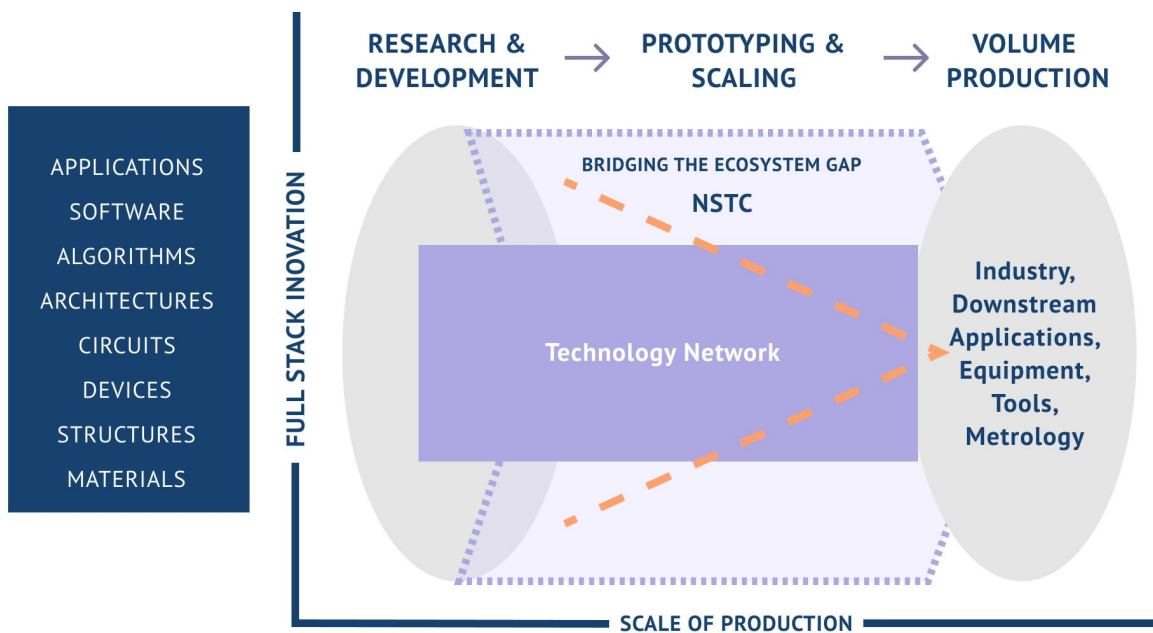 RESEARCH &
DEVELOPMENT
PROTOTYPING &
SCALING
VOLUME
PRODUCTION
APPLICATIONS
SOFTWARE
ALGORITHMS
ARCHITECTURES
CIRCUITS
DEVICES
STRUCTURES
MATERIALS
FULL STACK INOVATION
BRIDGING THE ECOSYSTEM GAP
NSTC
Technology Network
Industry,
Downstream
Applications,
Equipment,
Tools,
Metrology
SCALE OF PRODUCTION